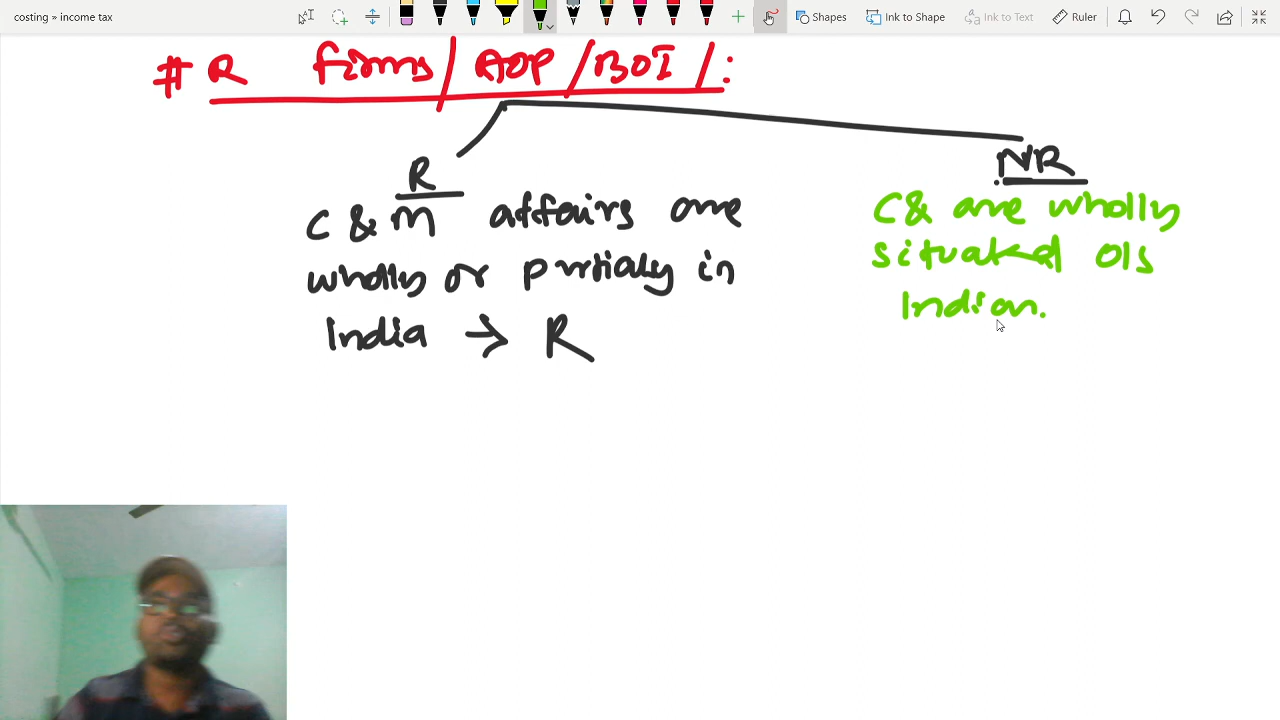 costing » income tax
Shapes
Ink to Shape
Ink to Text
Ruler
# R firms / AOP / BOI / :
R
NR
C & M affairs are
wholly or partialy in
India → R
C& are wholly
situated O/s
Indian.